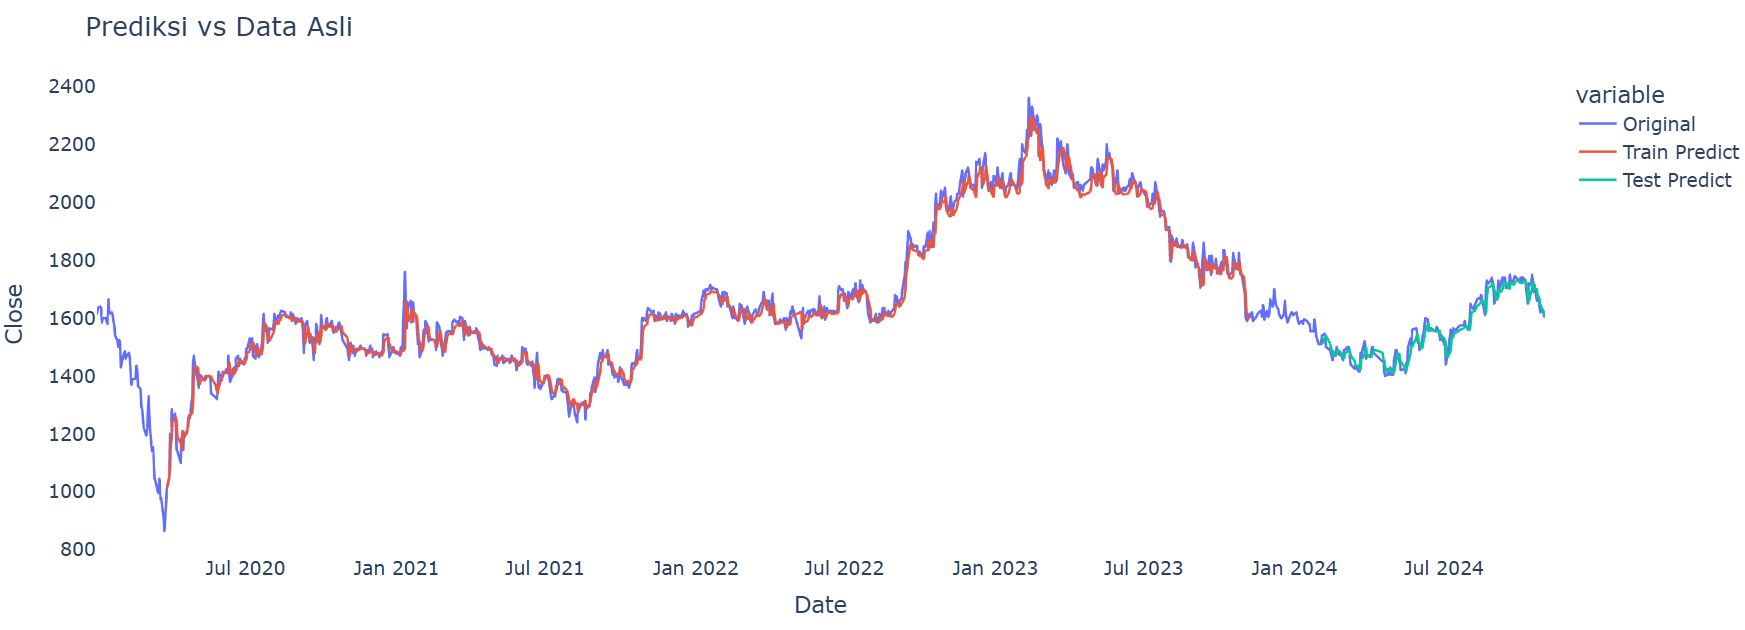 Prediksi vs Data Asli
variable
Original
Train Predict
Test Predict
Close
2400
2200
2000
1800
1600
1400
1200
1000
800
Jul 2020
Jan 2021
Jul 2021
Jan 2022
Jul 2022
Jan 2023
Jul 2023
Jan 2024
Jul 2024
Date